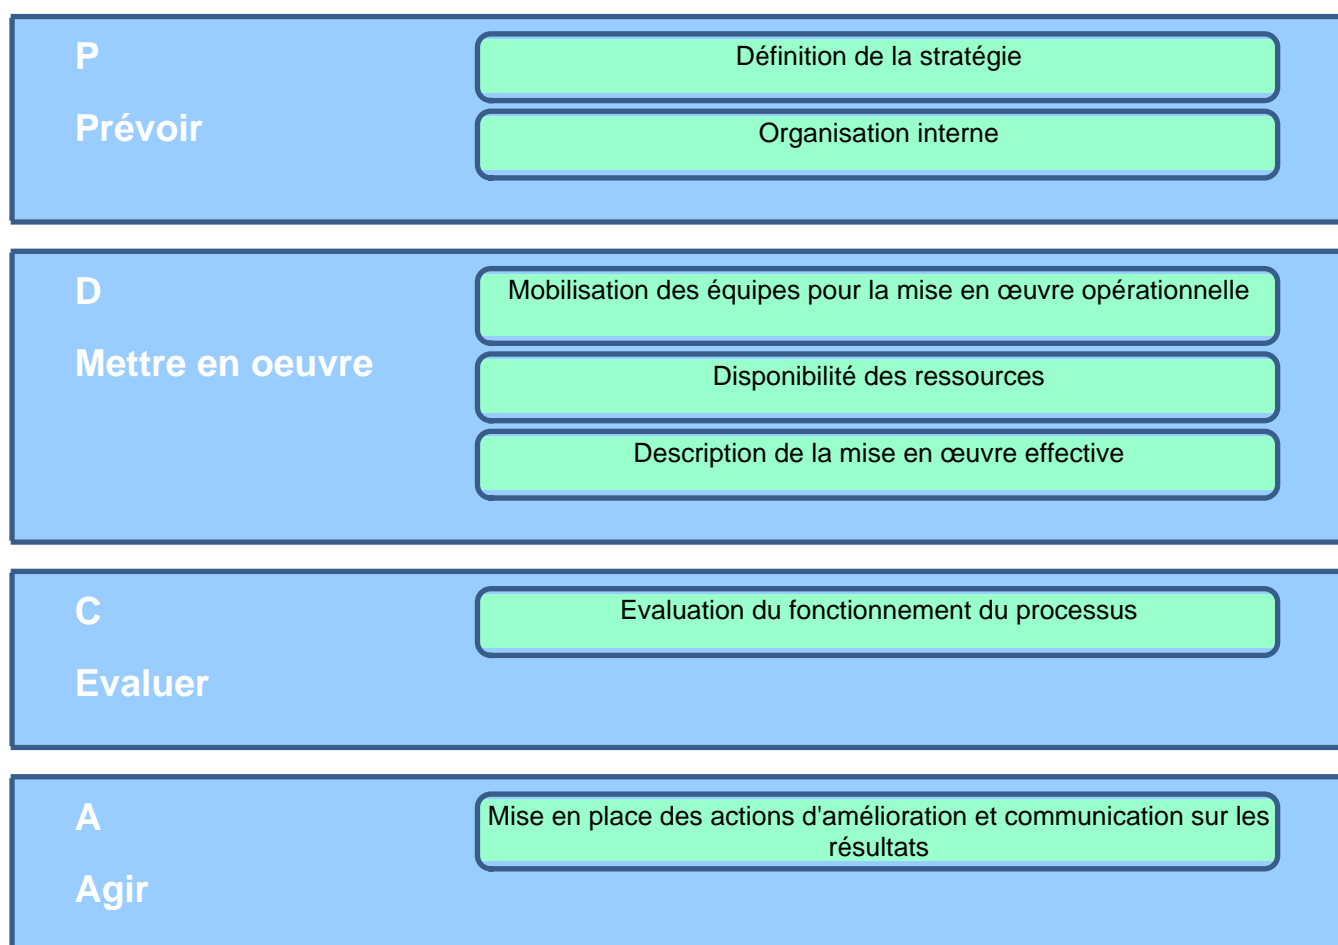 P
Prévoir
Définition de la stratégie
Organisation interne
D
Mettre en oeuvre
Mobilisation des équipes pour la mise en œuvre opérationnelle
Disponibilité des ressources
Description de la mise en œuvre effective
C
Evaluer
Evaluation du fonctionnement du processus
A
Agir
Mise en place des actions d'amélioration et communication sur les
résultats